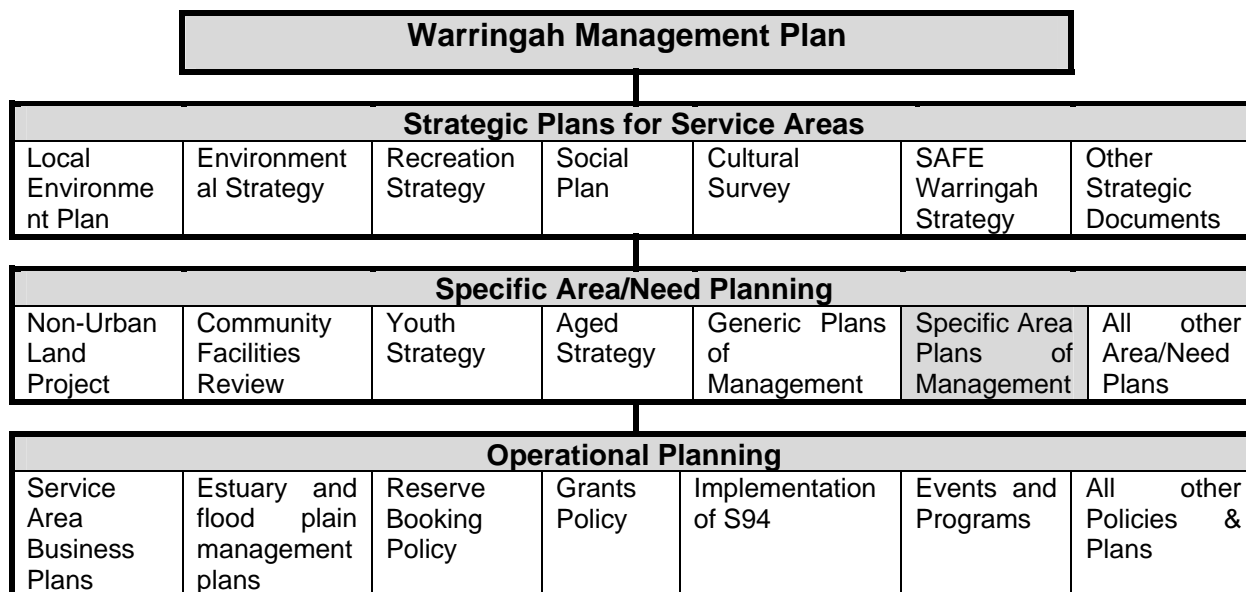 Warringah Management Plan
Strategic Plans for Service Areas
Local
Environme
nt Plan
Environment
al Strategy
Recreation
Strategy
Social
Plan
Cultural
Survey
SAFE
Warringah
Strategy
Other
Strategic
Documents
Specific Area/Need Planning
Non-Urban
Land
Project
Community
Facilities
Review
Youth
Strategy
Aged
Strategy
Generic Plans
of
Management
Specific Area
Plans of
Management
All other
Area/Need
Plans
Operational Planning
Service
Area
Business
Plans
Estuary and
flood plain
management
plans
Reserve
Booking
Policy
Grants
Policy
Implementation
of S94
Events and
Programs
All other
Policies &
Plans